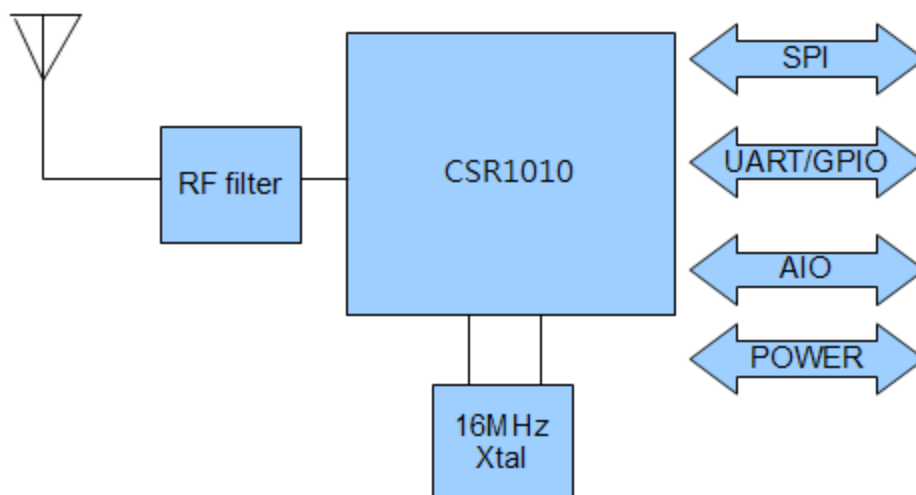 SPI
RF filter
CSR1010
UART/GPIO
AIO
POWER
16MHz
Xtal